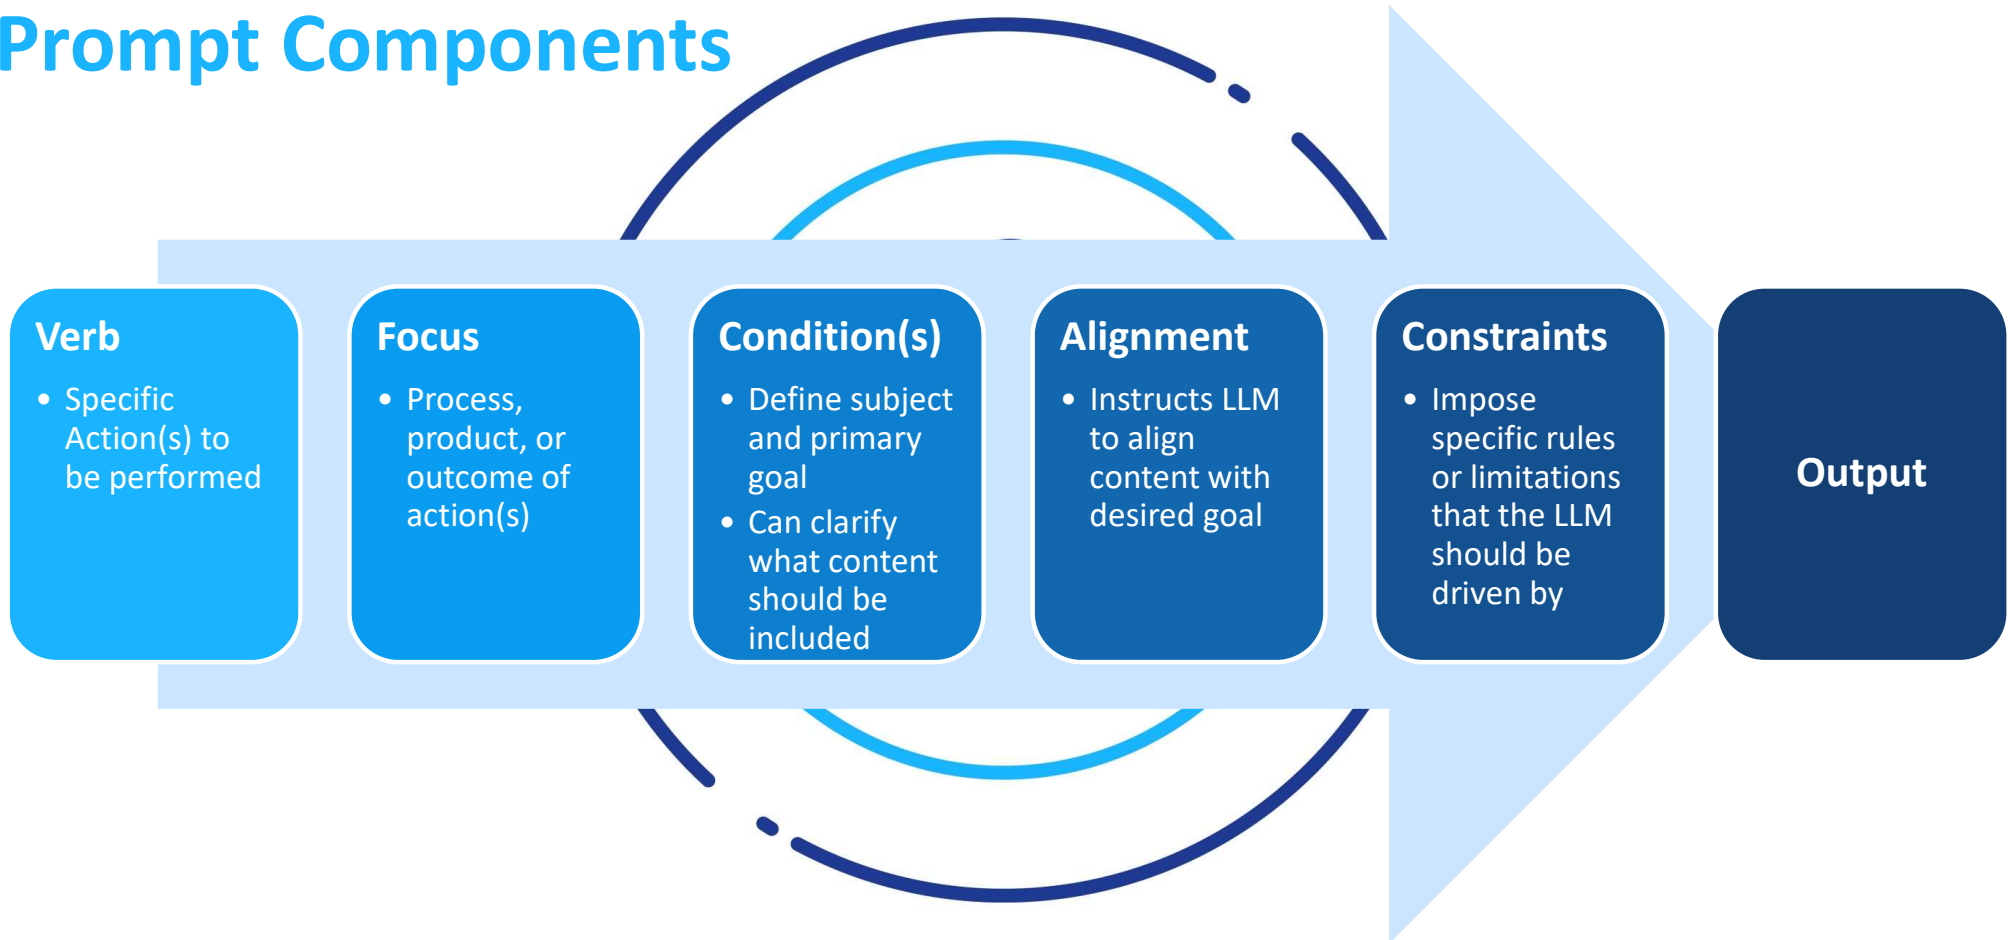 Prompt Components
Verb
• Specific
Action(s) to
be performed
Focus
• Process,
product, or
outcome of
action(s)
Condition(s)
• Define subject
and primary
goal
• Can clarify
what content
should be
included
Alignment
• Instructs LLM
to align
content with
desired goal
Constraints
• Impose
specific rules
or limitations
that the LLM
should be
driven by
Output